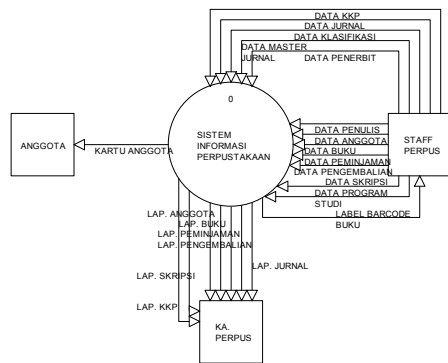 DATA KKP
DATA JURNAL
DATA KLASIFIKASI
DATA MASTER
JURNAL
DATA PENERBIT
0
SISTEM
INFORMASI
PERPUSTAKAAN
ANGGOTA
KARTU ANGGOTA
DATA PENULIS
DATA ANGGOTA
DATA BUKU
DATA PEMINJAMAN
DATA PENGEMBALIAN
DATA SKRIPSI
DATA PROGRAM
STUDI
LABEL BARCODE
BUKU
STAFF
PERPUS
LAP. ANGGOTA
LAP. BUKU
LAP. PEMINJAMAN
LAP. PENGEMBALIAN
LAP. JURNAL
LAP. SKRIPSI
LAP. KKP
KA.
PERPUS